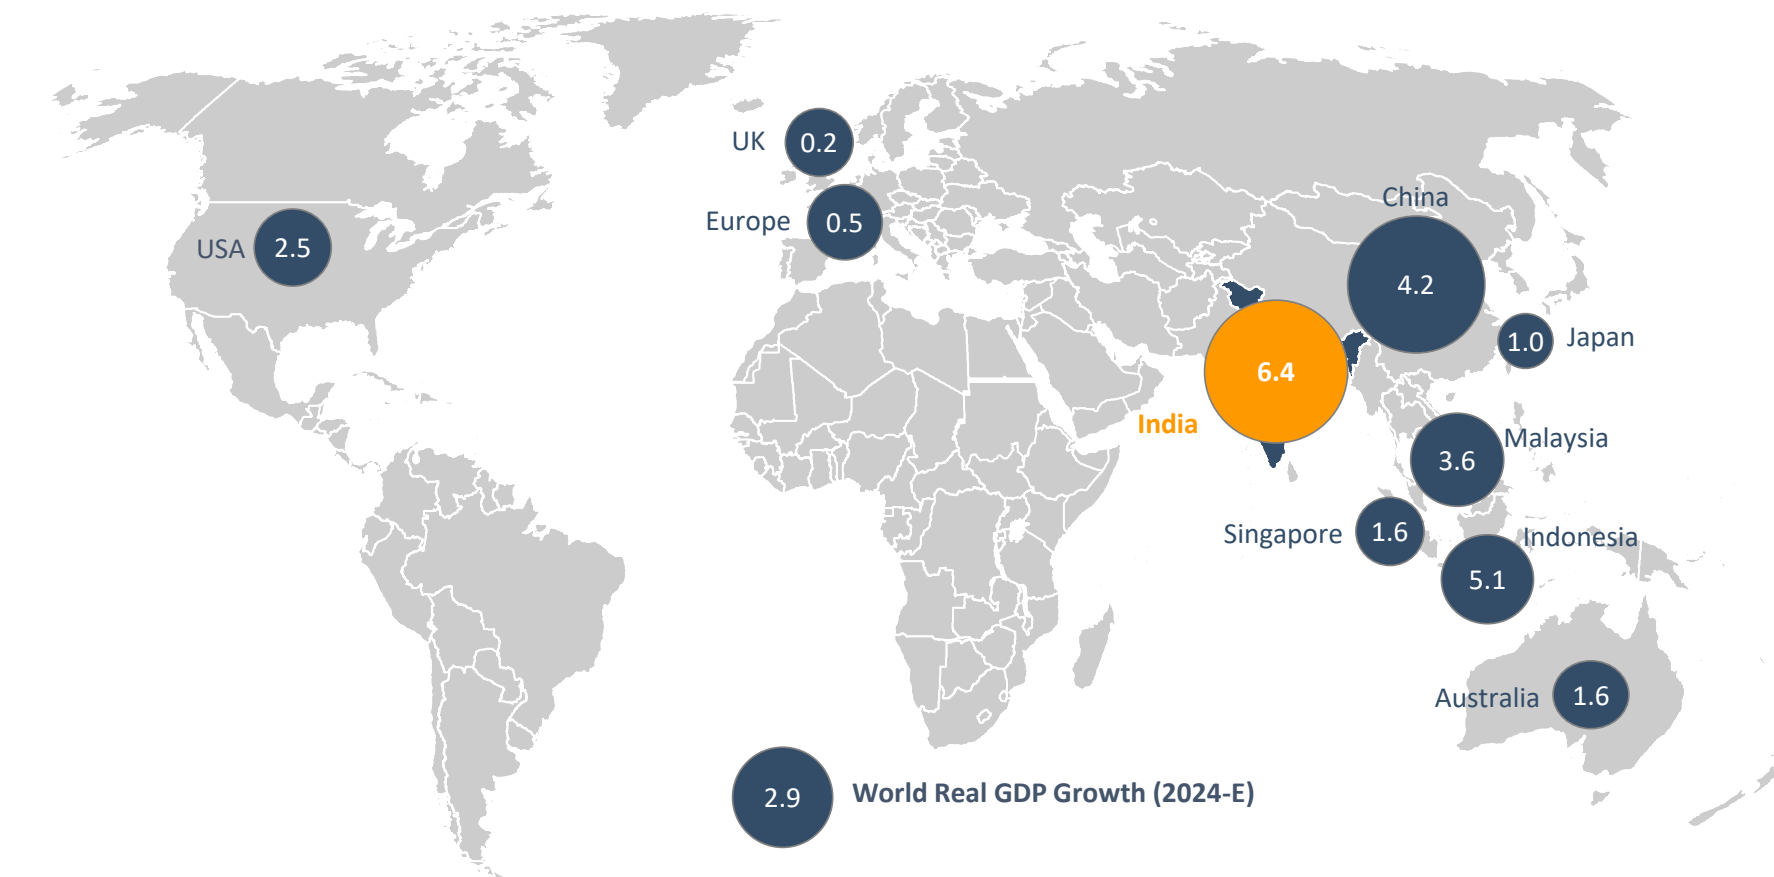 UK 0.2
China
Europe 0.5
USA 2.5
4.2
1.0 Japan
6.4
India
Malaysia
3.6
Singapore 1.6
Indonesia
5.1
Australia 1.6
2.9 World Real GDP Growth (2024-E)